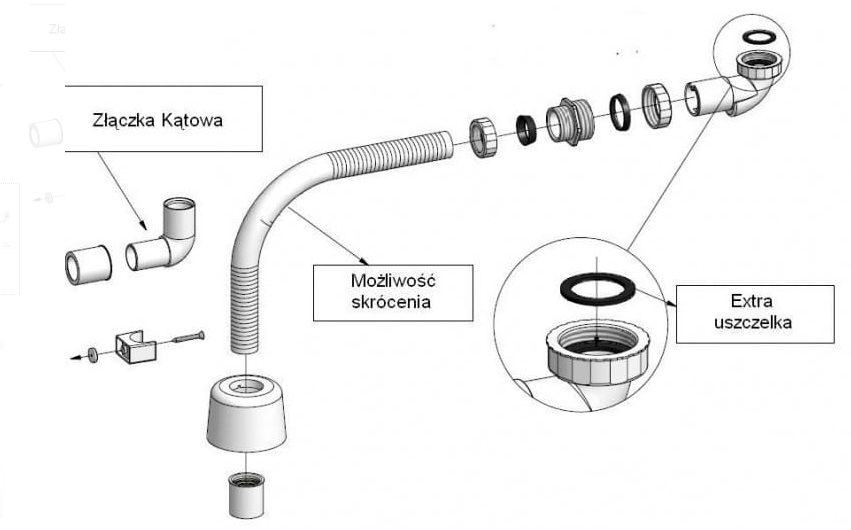 Złączka Kątowa
Możliwość
skrócenia
Extra
uszczelka